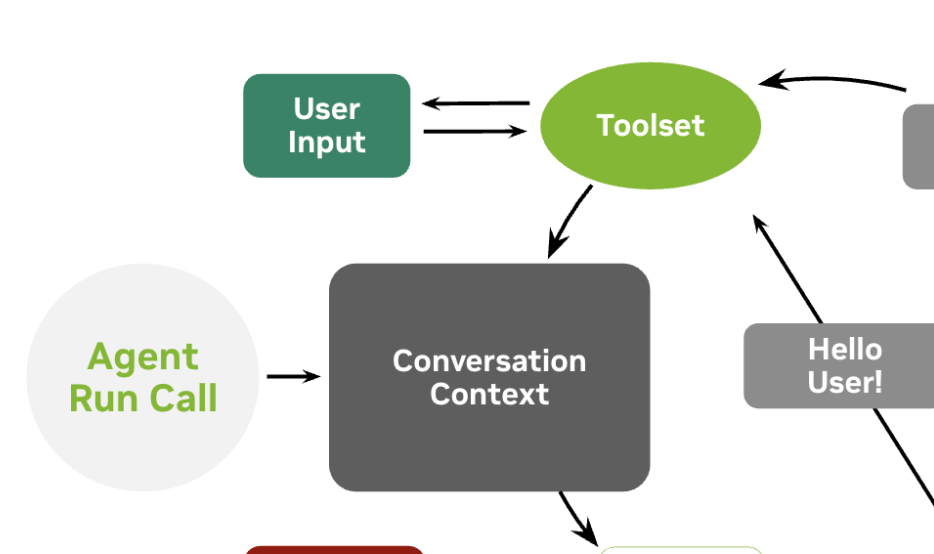 User
Input
Toolset
Agent
Run Call
Conversation
Context
Hello
User!